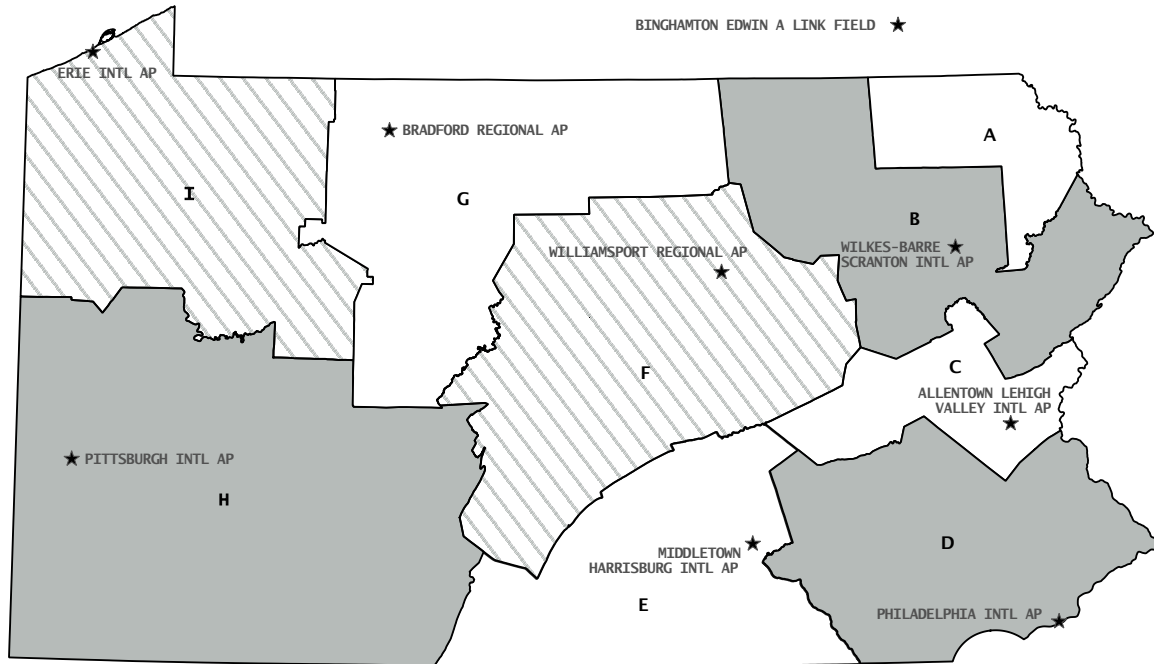 BINGHAMTON EDWIN A LINK FIELD
ERIE INTL AP
BRADFORD REGIONAL AP
A
I
G
B
WILLIAMSPORT REGIONAL AP
WILKES-BARRE
SCRANTON INTL AP
C
F
ALLENTOWN LEHIGH
VALLEY INTL AP
PITTSBURGH INTL AP
H
D
MIDDLETOWN
HARRISBURG INTL AP
E
PHILADELPHIA INTL AP